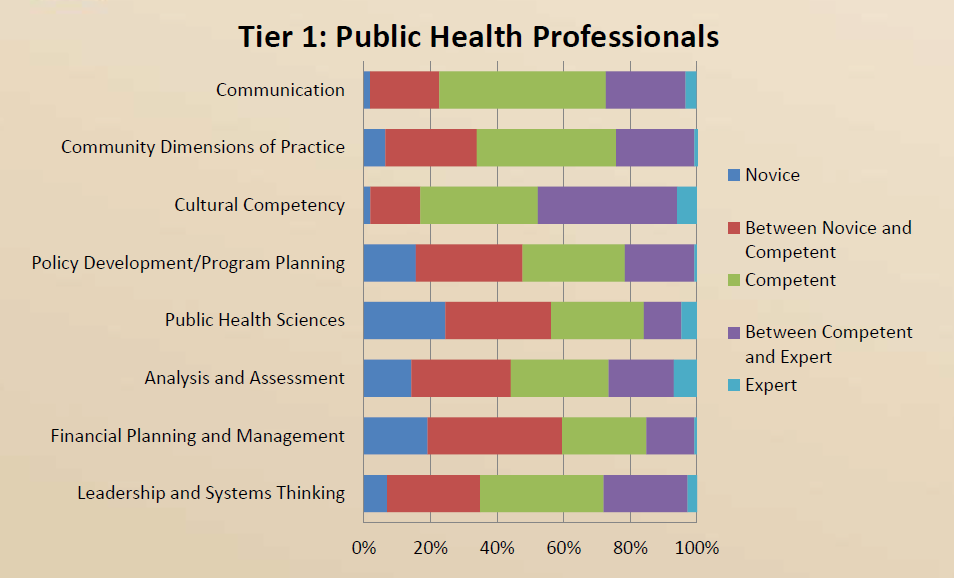 Tier 1: Public Health Professionals
Communication
Community Dimensions of Practice
Cultural Competency
Policy Development/Program Planning
Public Health Sciences
Analysis and Assessment
Financial Planning and Management
Leadership and Systems Thinking
0% 20% 40% 60% 80% 100%
Novice
Between Novice and
Competent
Competent
Between Competent
and Expert
Expert